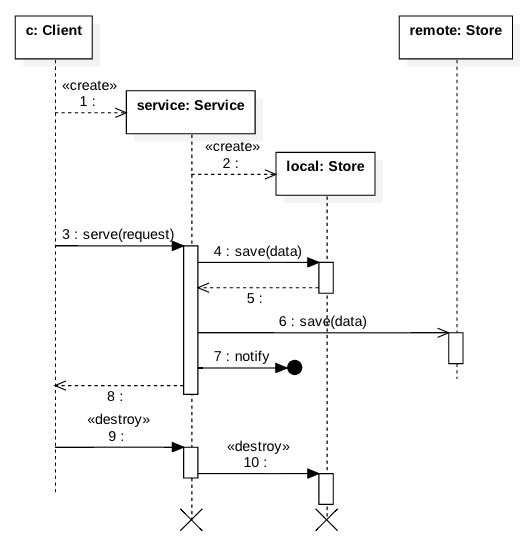 c: Client
remote: Store
«create»
1 :
service: Service
«create»
2 :
local: Store
3 : serve(request)
4 : save(data)
5 :
6 : save(data)
7 : notify
8 :
«destroy»
9 :
«destroy»
10 :